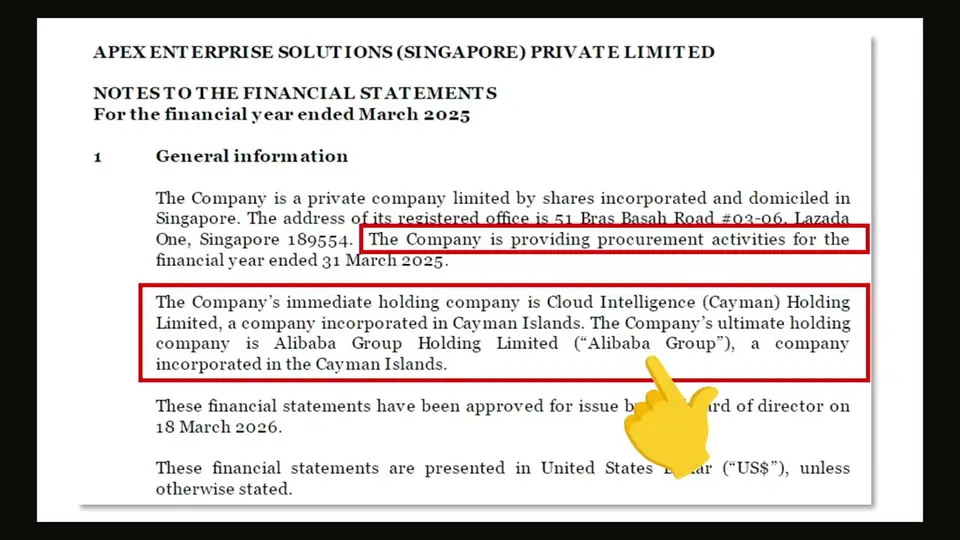 APEX ENTERPRISE SOLUTIONS (SINGAPORE) PRIVATE LIMITED
NOTES TO THE FINANCIAL STATEMENTS
For the financial year ended March 2025
1 General information
The Company is a private company limited by shares incorporated and domiciled in
Singapore. The address of its registered office is 51 Bras Basah Road #03-06, Lazada
One, Singapore 189554. The Company is providing procurement activities for the
financial year ended 31 March 2025.
The Company's immediate holding company is Cloud Intelligence (Cayman) Holding
Limited, a company incorporated in Cayman Islands. The Company's ultimate holding
company is Alibaba Group Holding Limited ("Alibaba Group"), a company
incorporated in the Cayman Islands.
These financial statements have been approved for issue of director on
18 March 2026.
These financial statements are presented in United States ("US$"), unless
otherwise stated.